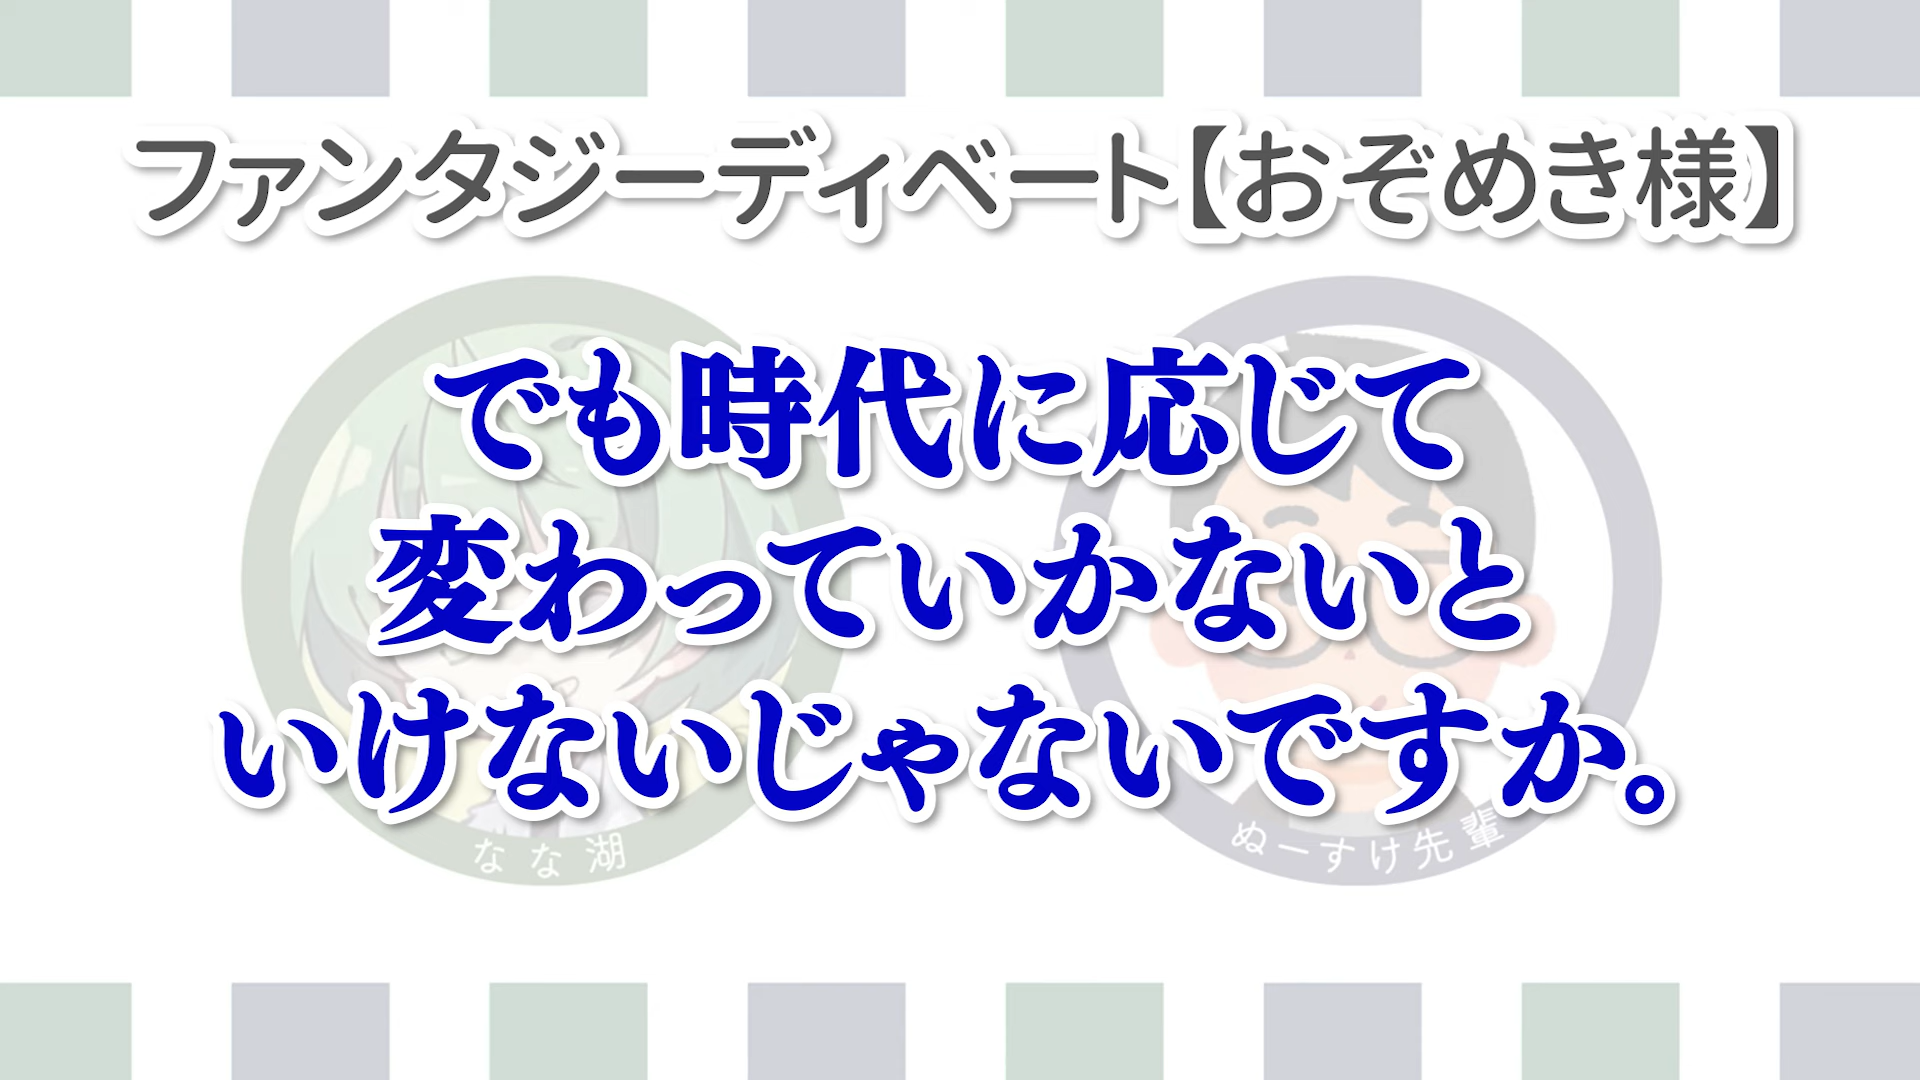 ファンタジーディベート【おぞめき様】
でも時代に応じて
変わっていかないと
いけないじゃないですか。
なな湖
ぬーすけ先輩